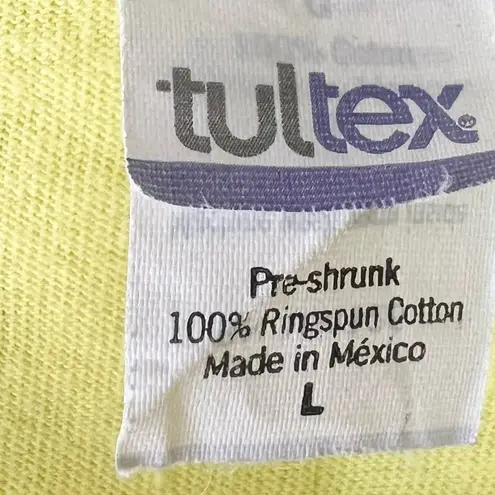 tultex
Pre-shrunk
100% Ringspun Cotton
Made in México
L